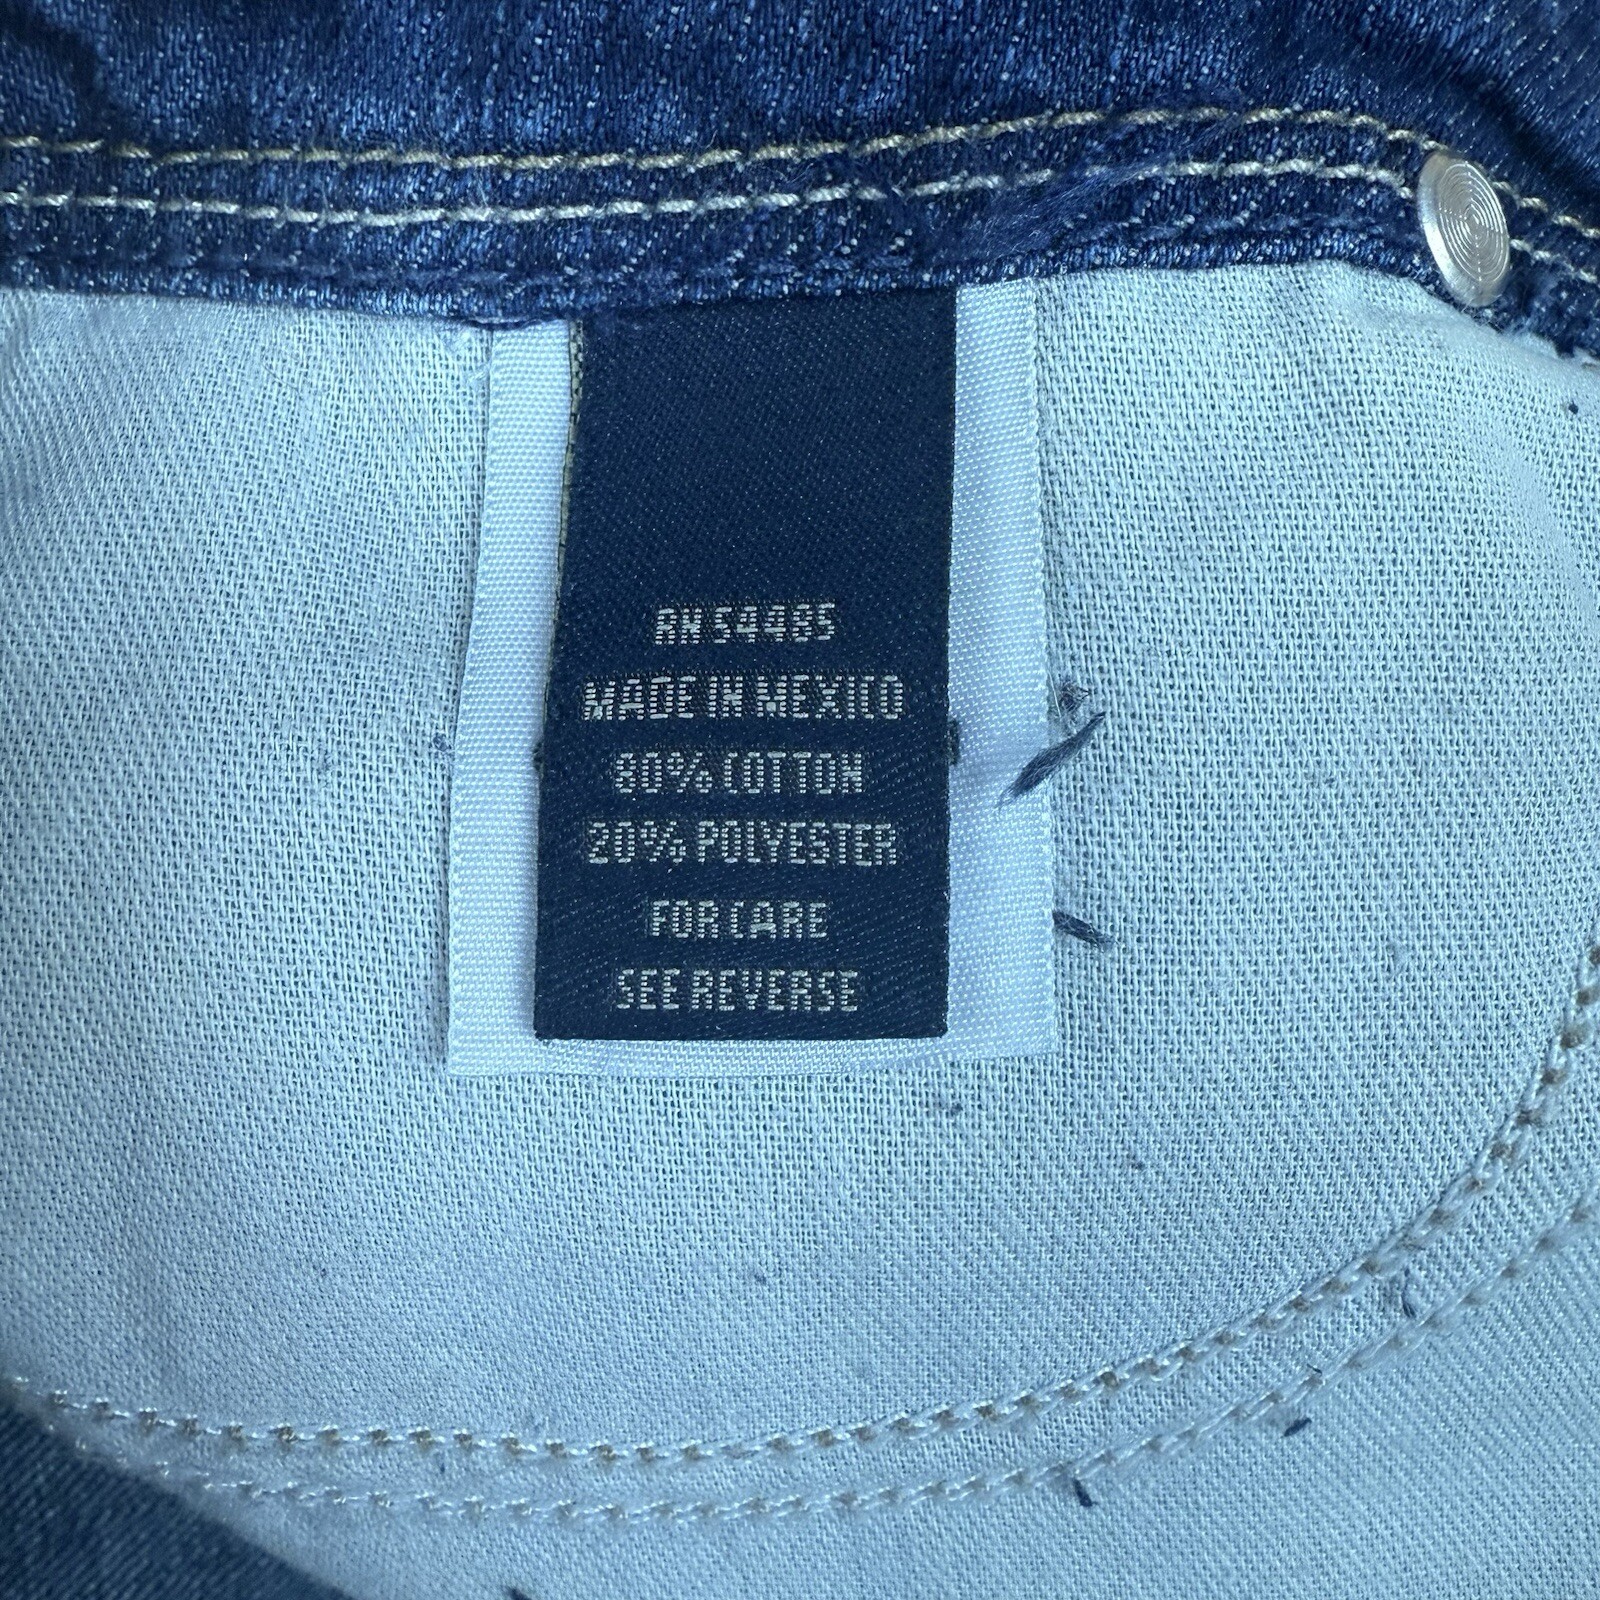 RN 54485
MADE IN MEXICO
80% COTTON
20% POLYESTER
FOR CARE
SEE REVERSE